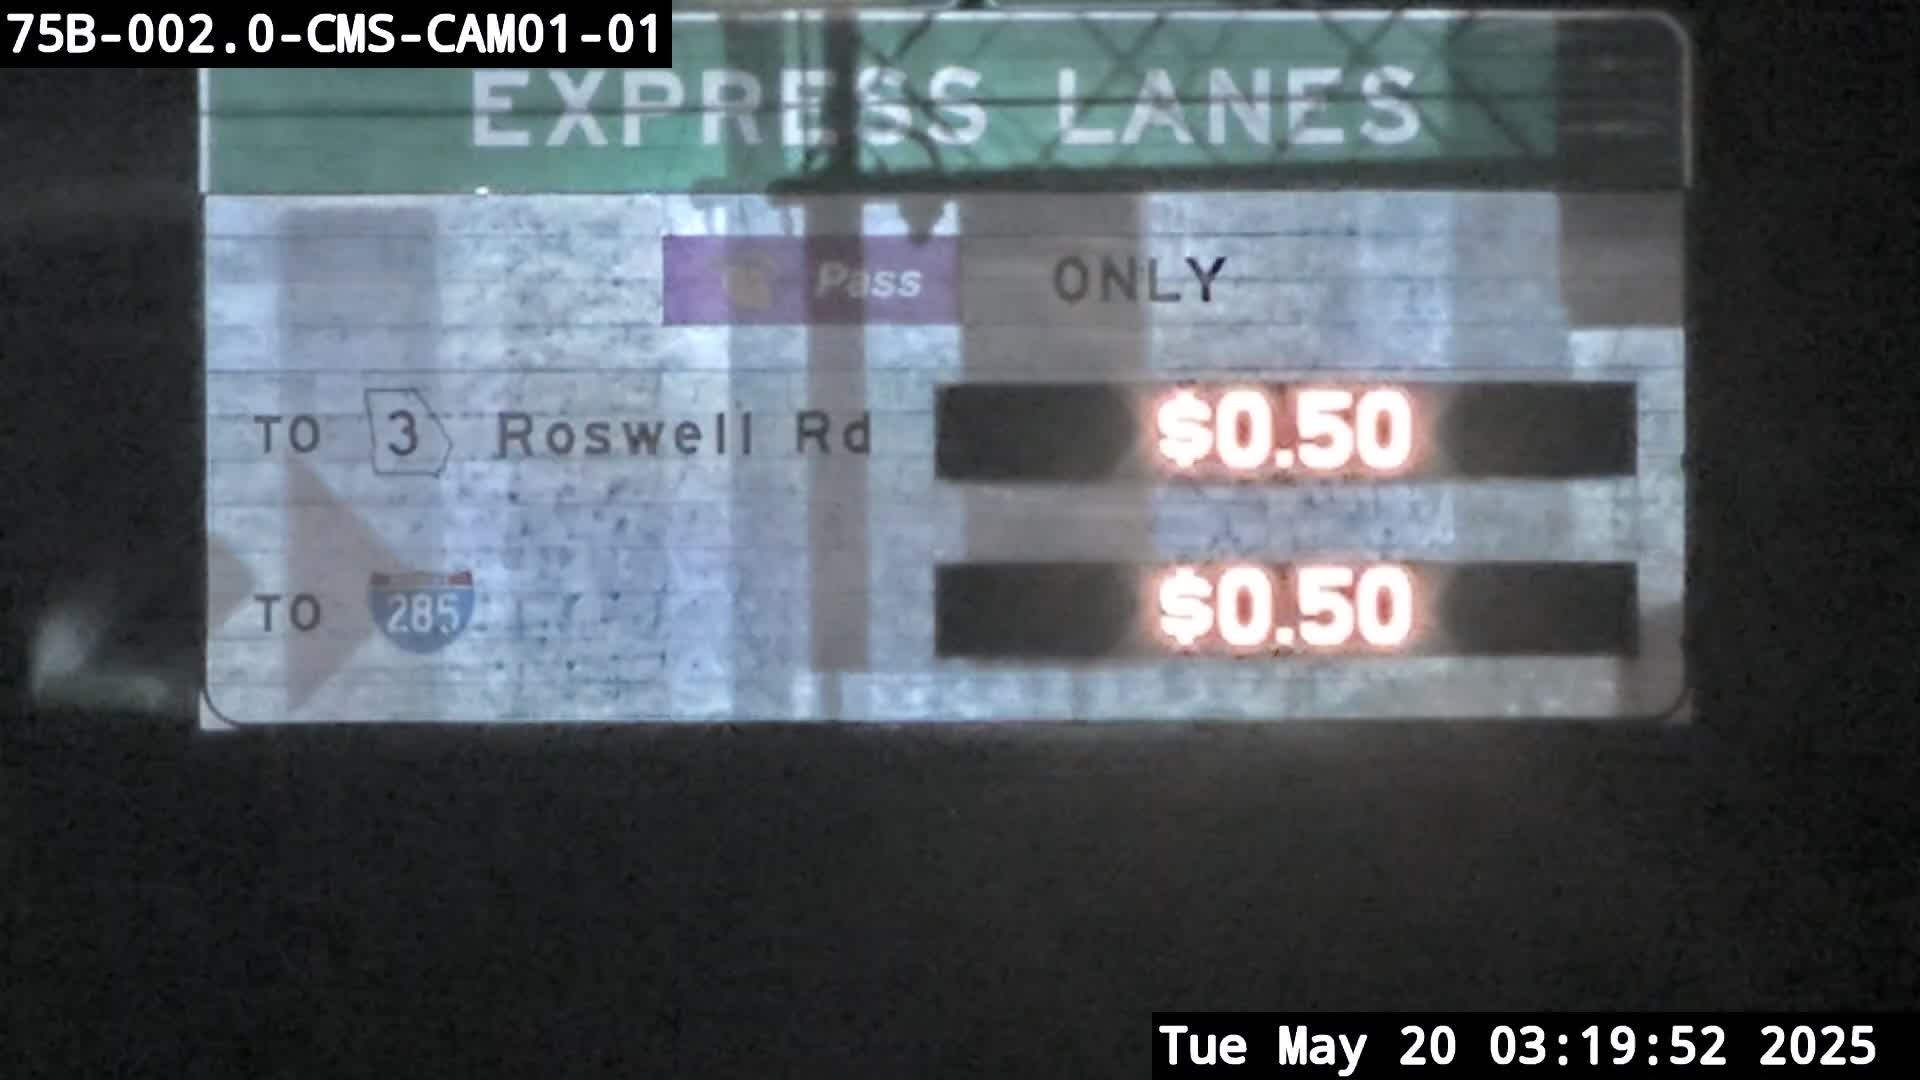 75B-002.0-CMS-CAM01-01
EXPRESS LANES
Pass ONLY
TO 3 Roswell Rd $0.50
TO 285 $0.50
Tue May 20 03:19:52 2025